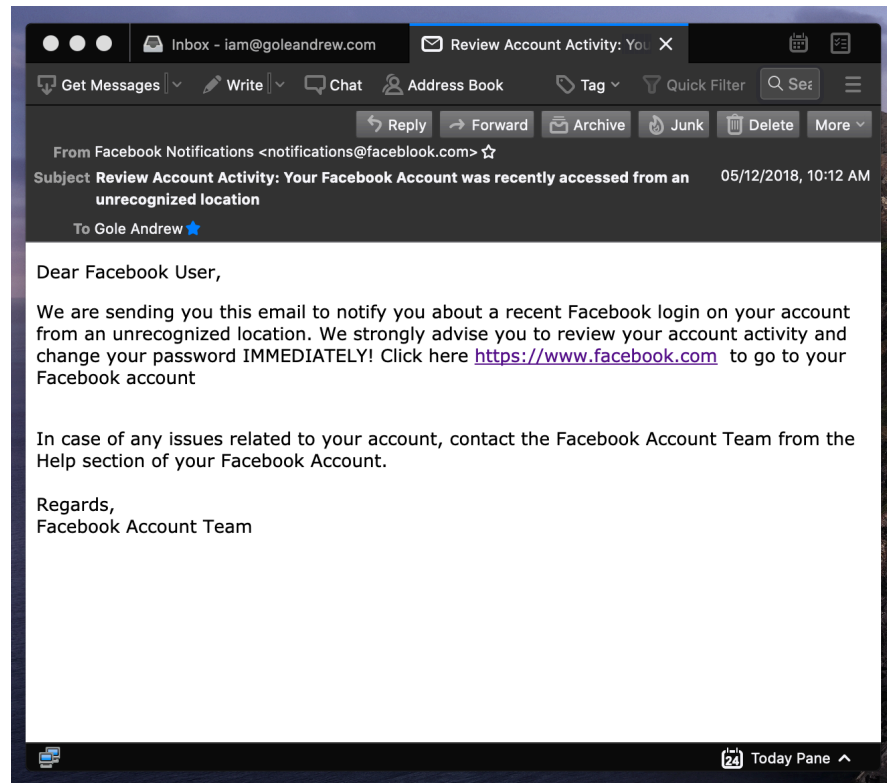 Inbox - iam@goleandrew.com
Review Account Activity: You
Get Messages
Write
Chat
Address Book
Tag
Quick Filter
Sea
Reply
Forward
Archive
Junk
Delete
More
From Facebook Notifications <notifications@faceblook.com>
Subject Review Account Activity: Your Facebook Account was recently accessed from an
unrecognized location
05/12/2018, 10:12 AM
To Gole Andrew
Dear Facebook User,
We are sending you this email to notify you about a recent Facebook login on your account
from an unrecognized location. We strongly advise you to review your account activity and
change your password IMMEDIATELY! Click here https://www.facebook.com to go to your
Facebook account
In case of any issues related to your account, contact the Facebook Account Team from the
Help section of your Facebook Account.
Regards,
Facebook Account Team
24
Today Pane